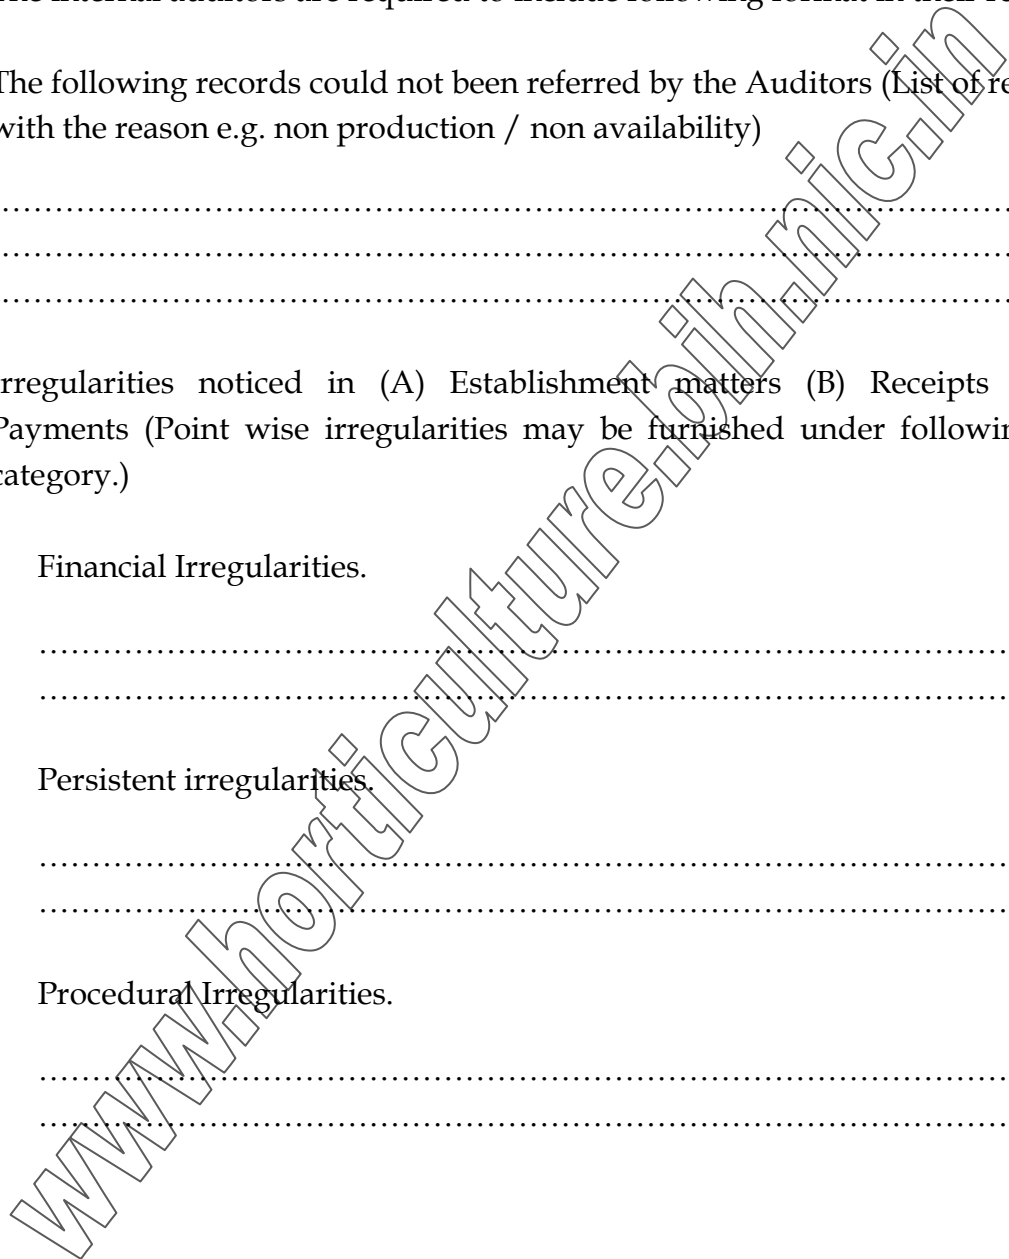 The internal auditors are required to include following format in their
The following records could not been referred by the Auditors (List of re
with the reason e.g. non production / non availability)
………………………………………………………………………………
………………………………………………………………………………
………………………………………………………………………………
rregularities noticed in (A) Establishment matters (B) Receipts
Payments (Point wise irregularities may be furnished under followin
category.)
Financial Irregularities.
………………………………………………………………………………
………………………………………………………………………………
Persistent irregularities.
………………………………………………………………………………
………………………………………………………………………………
Procedural Irregularities.
………………………………………………………………………………
………………………………………………………………………………
www.horticulture.bih.nic.in